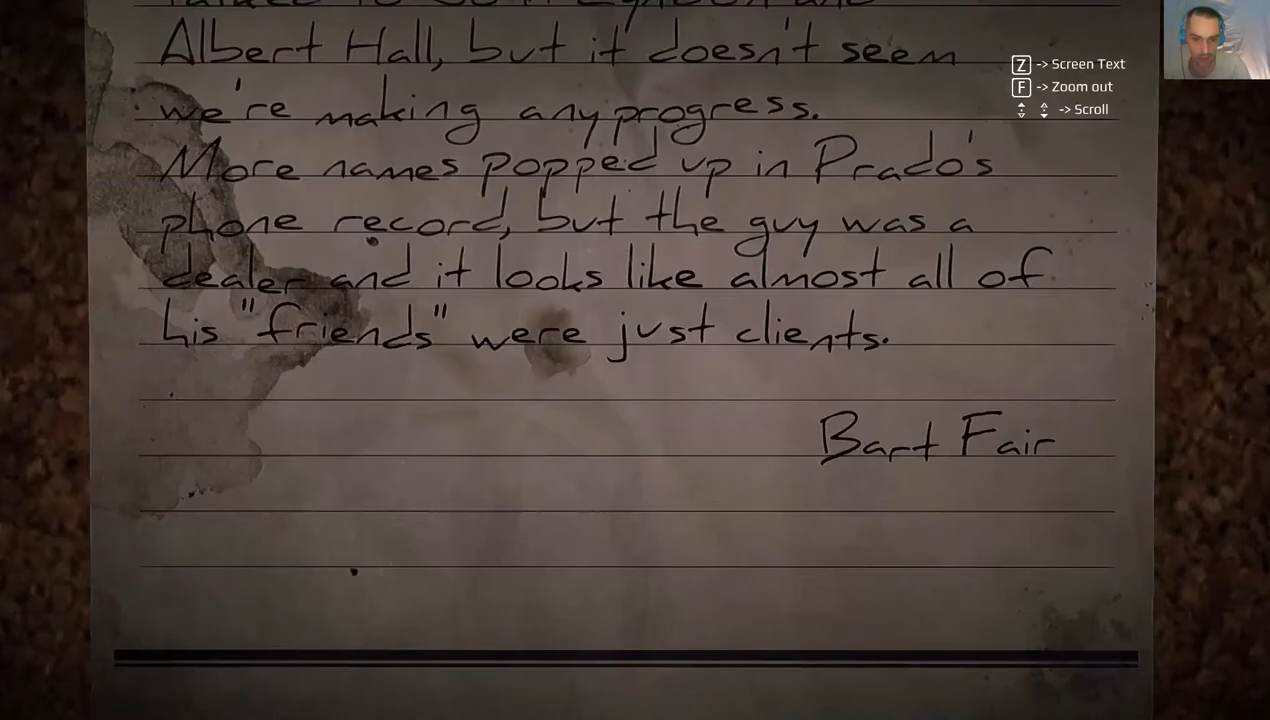 Albert Hall, but it doesn't seem
we're making any progress.
More names popped up in Prado's
phone record, but the guy was a
dealer and it looks like almost all of
his "friends" were just clients.
Bart Fair
Z -> Screen Text
F -> Zoom out
-> Scroll